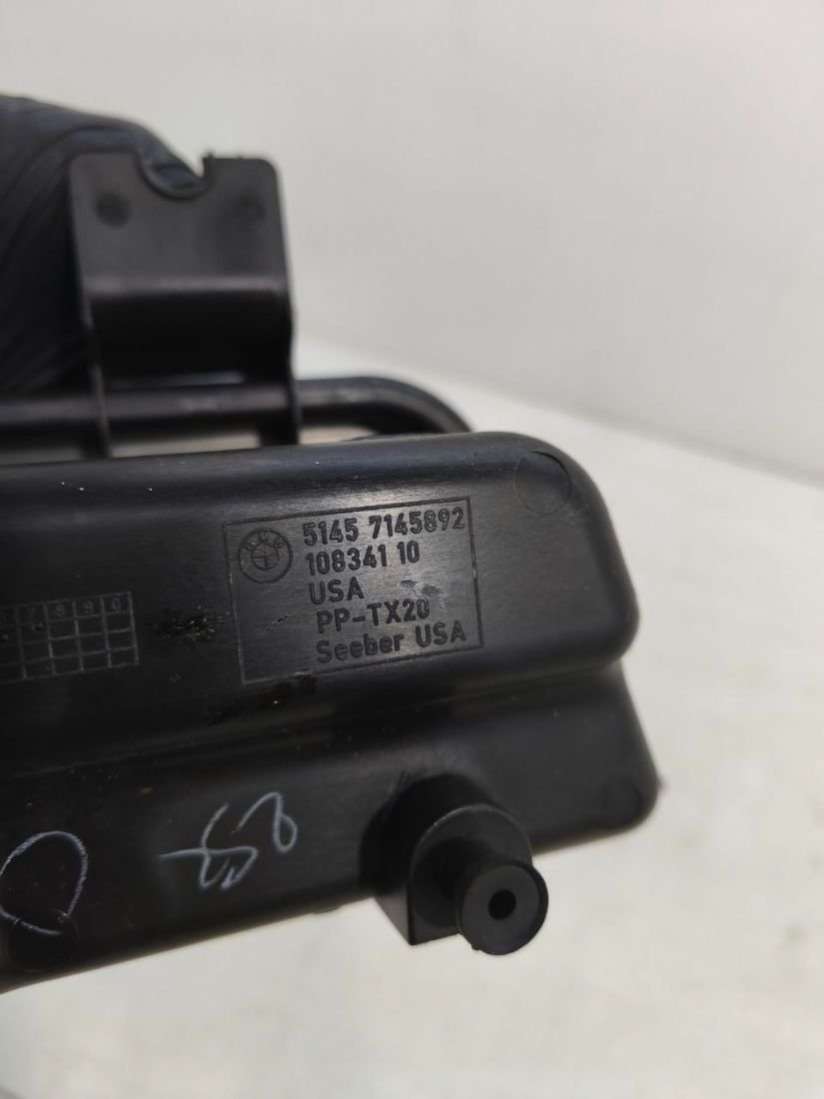 5145 7145892
108341 10
USA
PP-TX20
Seeber USA